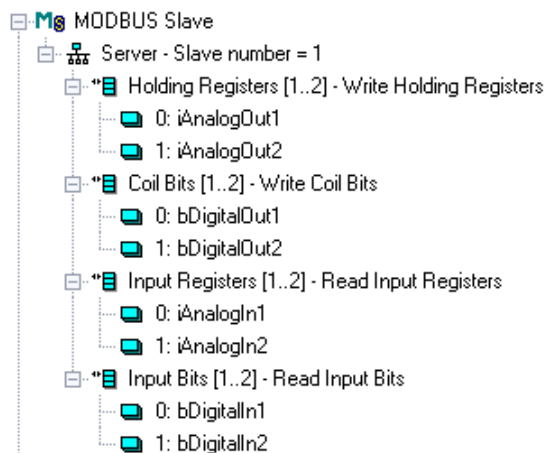 Ms MODBUS Slave
Server - Slave number = 1
Holding Registers [1..2] - Write Holding Registers
0: iAnalogOut1
1: iAnalogOut2
Coil Bits [1..2] - Write Coil Bits
0: bDigitalOut1
1: bDigitalOut2
Input Registers [1..2] - Read Input Registers
0: iAnalogIn1
1: iAnalogIn2
Input Bits [1..2] - Read Input Bits
0: bDigitalIn1
1: bDigitalIn2